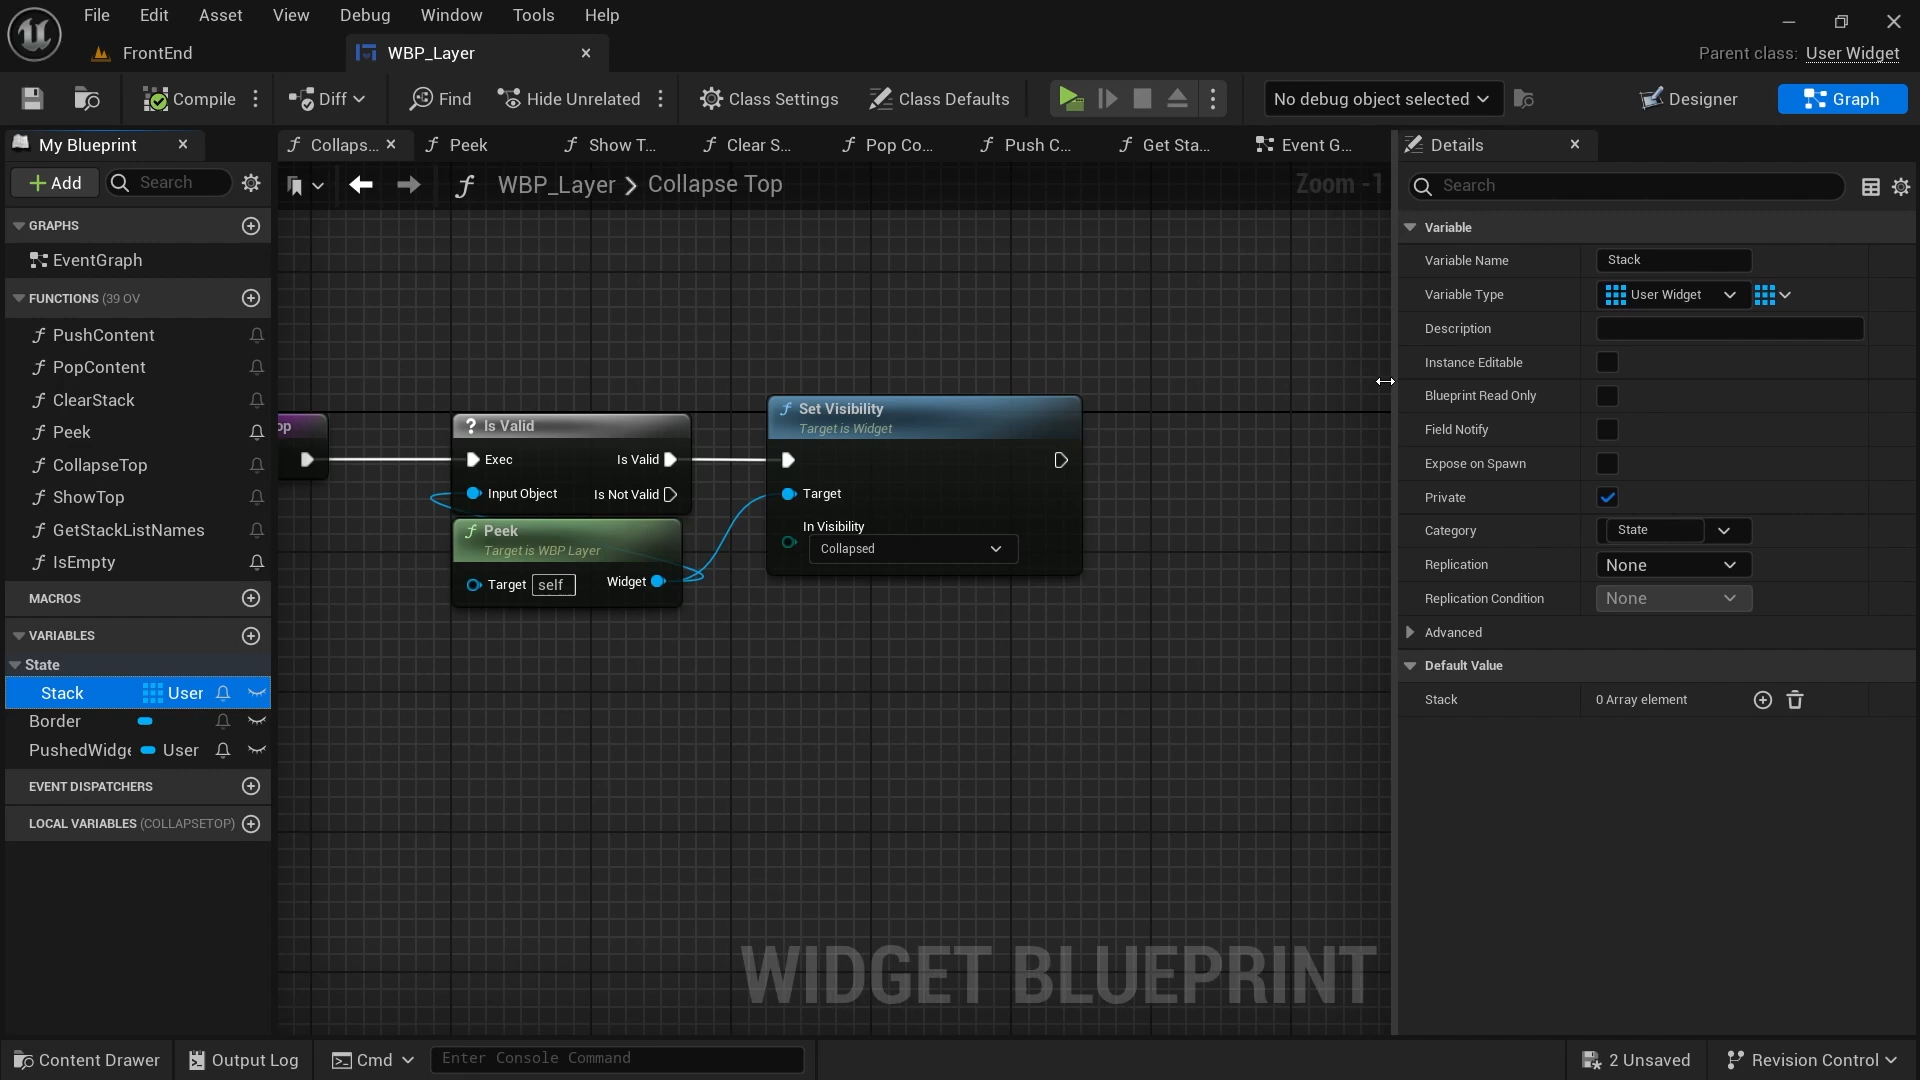 File Edit Asset View Debug Window Tools Help
FrontEnd
WBP_Layer
Parent class: User Widget
Compile
Diff
Find
Hide Unrelated
Class Settings
Class Defaults
No debug object selected
Designer
Graph
My Blueprint
Collaps...
Peek
Show T...
Clear S...
Pop Co...
Push C...
Get Sta...
Event G...
Details
Add
Search
WBP_Layer > Collapse Top
Zoom -1
Search
GRAPHS
EventGraph
FUNCTIONS (39 OV
PushContent
PopContent
ClearStack
Peek
CollapseTop
ShowTop
GetStackListNames
IsEmpty
MACROS
VARIABLES
State
Stack User
Border
PushedWidge User
EVENT DISPATCHERS
LOCAL VARIABLES (COLLAPSETOP)
op
? Is Valid
Exec Is Valid
Input Object Is Not Valid
Peek
Target is WBP Layer
Target self Widget
Set Visibility
Target is Widget
Target
In Visibility
Collapsed
WIDGET BLUEPRINT
Variable
Variable Name Stack
Variable Type User Widget
Description
Instance Editable
Blueprint Read Only
Field Notify
Expose on Spawn
Private
Category State
Replication None
Replication Condition None
Advanced
Default Value
Stack 0 Array element
Content Drawer
Output Log
Cmd
Enter Console Command
2 Unsaved
Revision Control